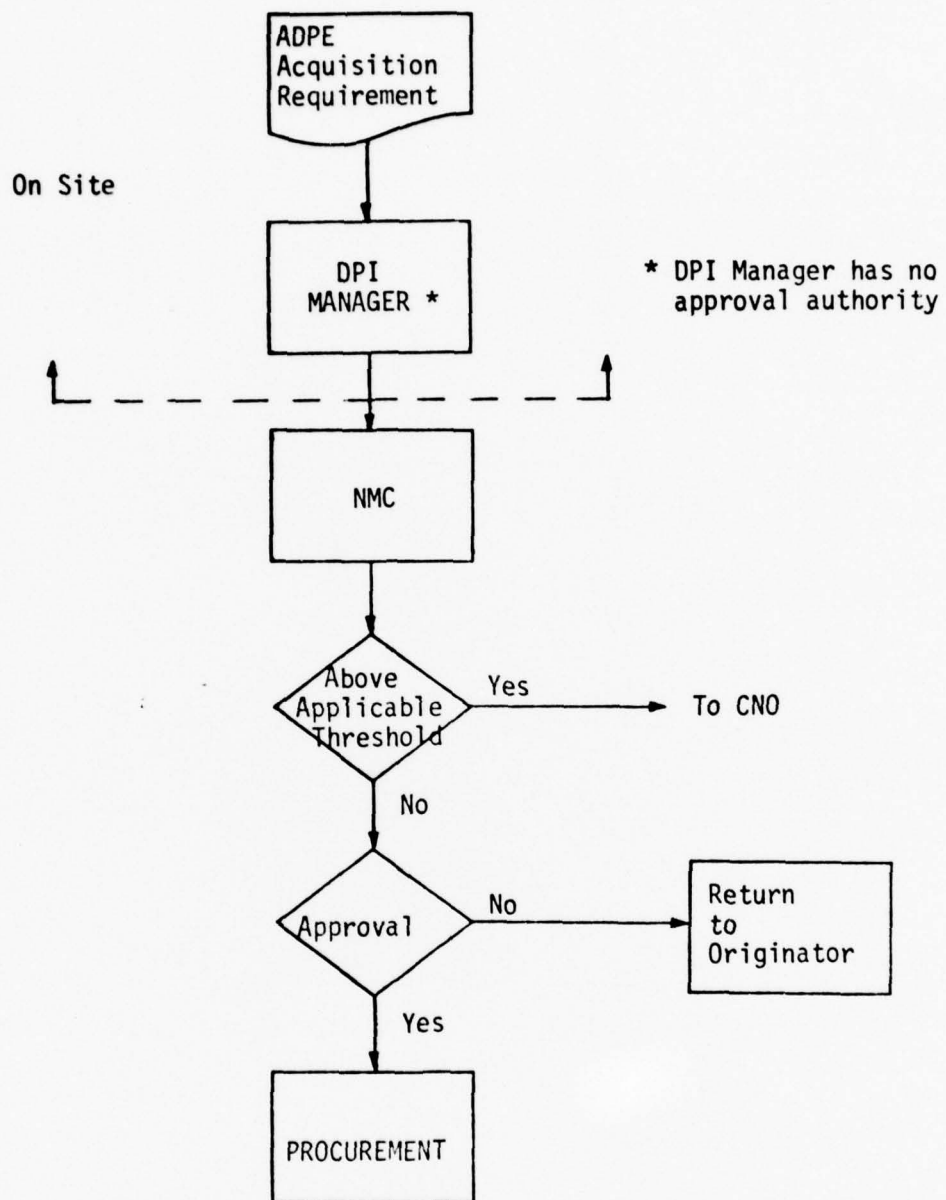 ADPE
Acquisition
Requirement
On Site
DPI
MANAGER *
* DPI Manager has no
approval authority
NMC
Above
Applicable
Threshold
Yes
To CNO
No
Approval
No
Return
to
Originator
Yes
PROCUREMENT